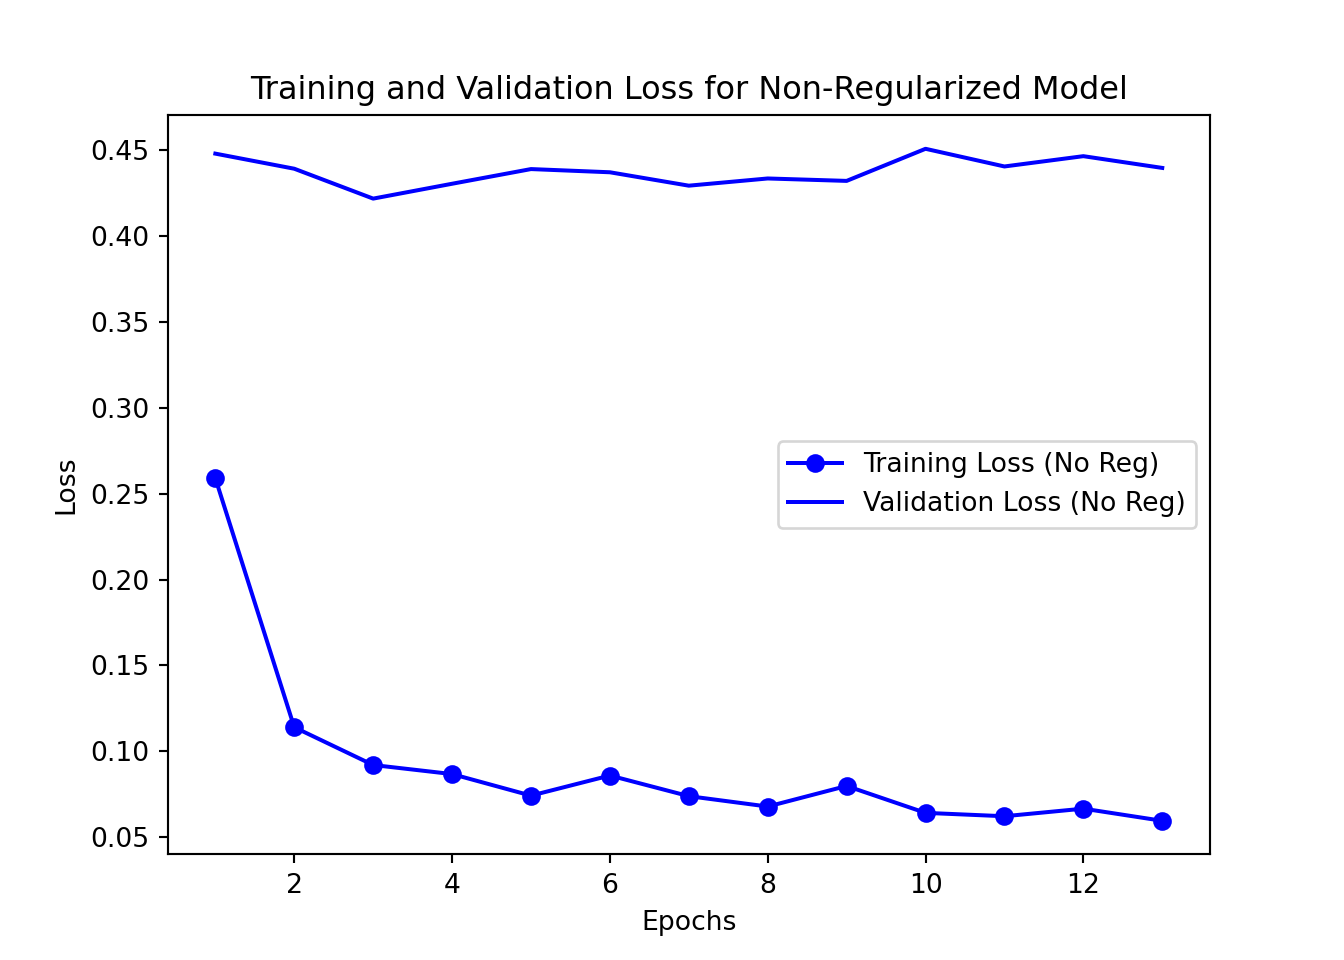 Training and Validation Loss for Non-Regularized Model
0.45
0.40
0.35
0.30
0.25
0.20
0.15
0.10
0.05
Loss
Training Loss (No Reg)
Validation Loss (No Reg)
2 4 6 8 10 12
Epochs